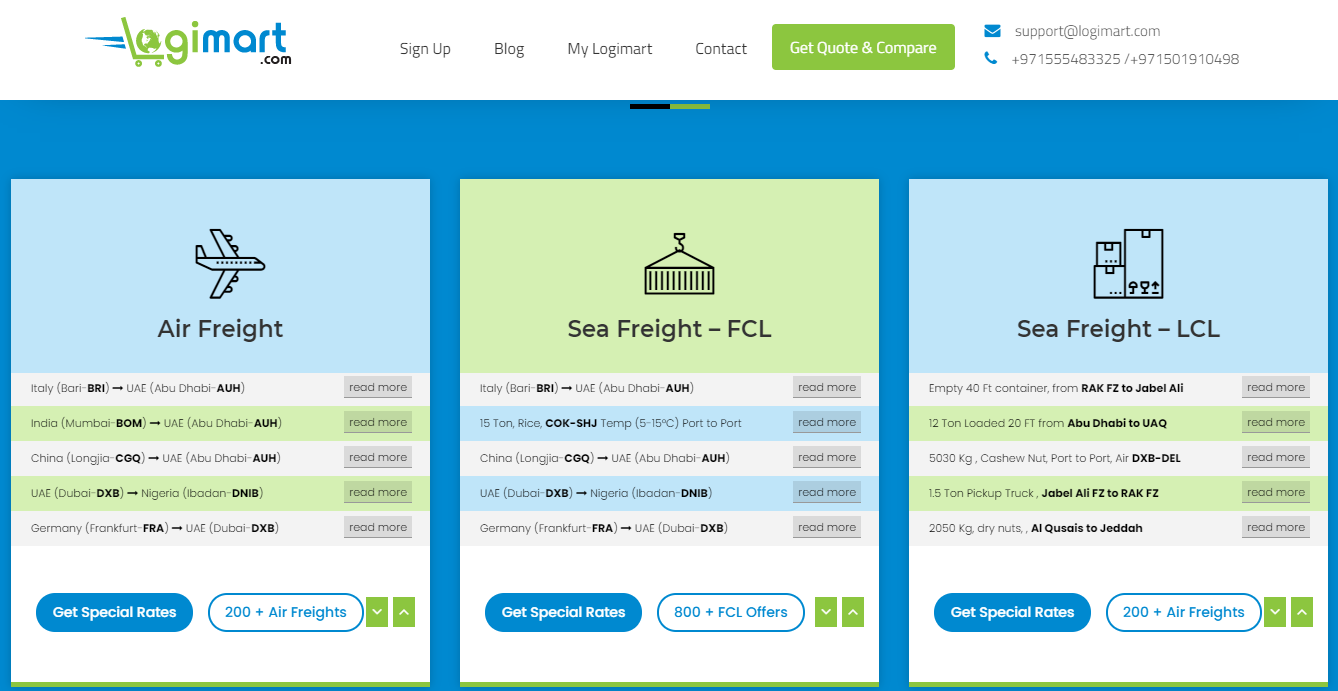 Logimart
.com
Sign Up
Blog
My Logimart
Contact
Get Quote & Compare
support@logimart.com
+971555483325 /+971501910498
Air Freight
Italy (Bari-BRI) ➞ UAE (Abu Dhabi-AUH)
read more
India (Mumbai-BOM) ➞ UAE (Abu Dhabi-AUH)
read more
China (Longjia-CGQ) ➞ UAE (Abu Dhabi-AUH)
read more
UAE (Dubai-DXB) ➞ Nigeria (Ibadan-DNIB)
read more
Germany (Frankfurt-FRA) ➞ UAE (Dubai-DXB)
read more
Get Special Rates
200 + Air Freights
Sea Freight – FCL
Italy (Bari-BRI) ➞ UAE (Abu Dhabi-AUH)
read more
15 Ton, Rice, COK-SHJ Temp (5-15ºC) Port to Port
read more
China (Longjia-CGQ) ➞ UAE (Abu Dhabi-AUH)
read more
UAE (Dubai-DXB) ➞ Nigeria (Ibadan-DNIB)
read more
Germany (Frankfurt-FRA) ➞ UAE (Dubai-DXB)
read more
Get Special Rates
800 + FCL Offers
Sea Freight – LCL
Empty 40 Ft container, from RAK FZ to Jabel Ali
read more
12 Ton Loaded 20 FT from Abu Dhabi to UAQ
read more
5030 Kg , Cashew Nut, Port to Port, Air DXB-DEL
read more
1.5 Ton Pickup Truck , Jabel Ali FZ to RAK FZ
read more
2050 Kg, dry nuts, , Al Qusais to Jeddah
read more
Get Special Rates
200 + Air Freights